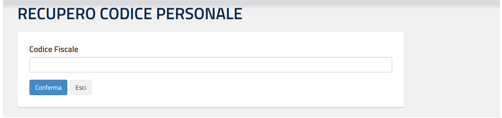 RECUPERO CODICE PERSONALE
Codice Fiscale
Conferma Esci